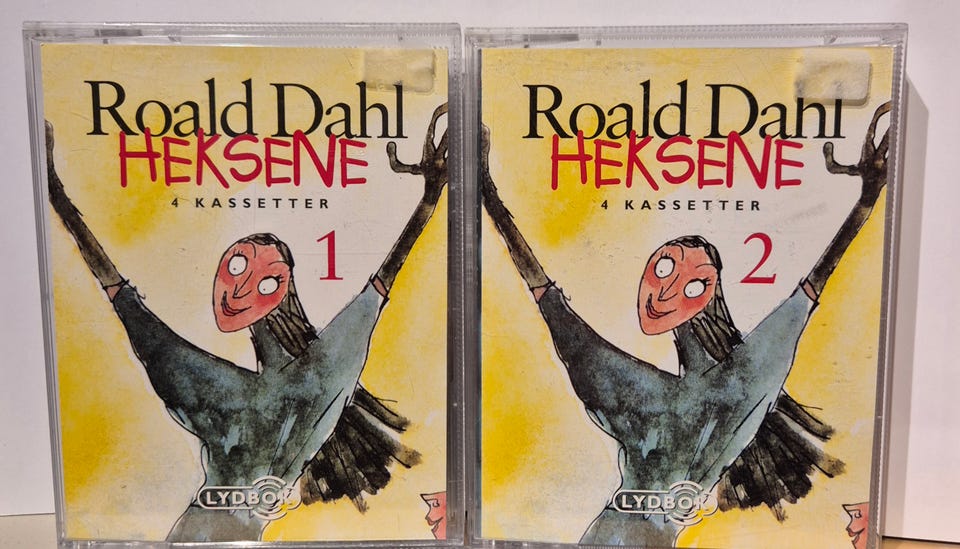 Roald Dahl
HEKSENE
4 KASSETTER
1
LYDBOK
Roald Dahl
HEKSENE
4 KASSETTER
2
LYDBOK